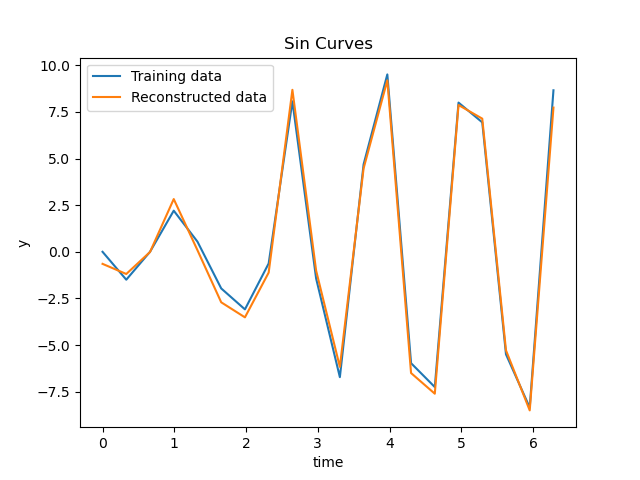 Sin Curves
Training data
Reconstructed data
10.0
7.5
5.0
2.5
0.0
−2.5
−5.0
−7.5
y
0 1 2 3 4 5 6
time